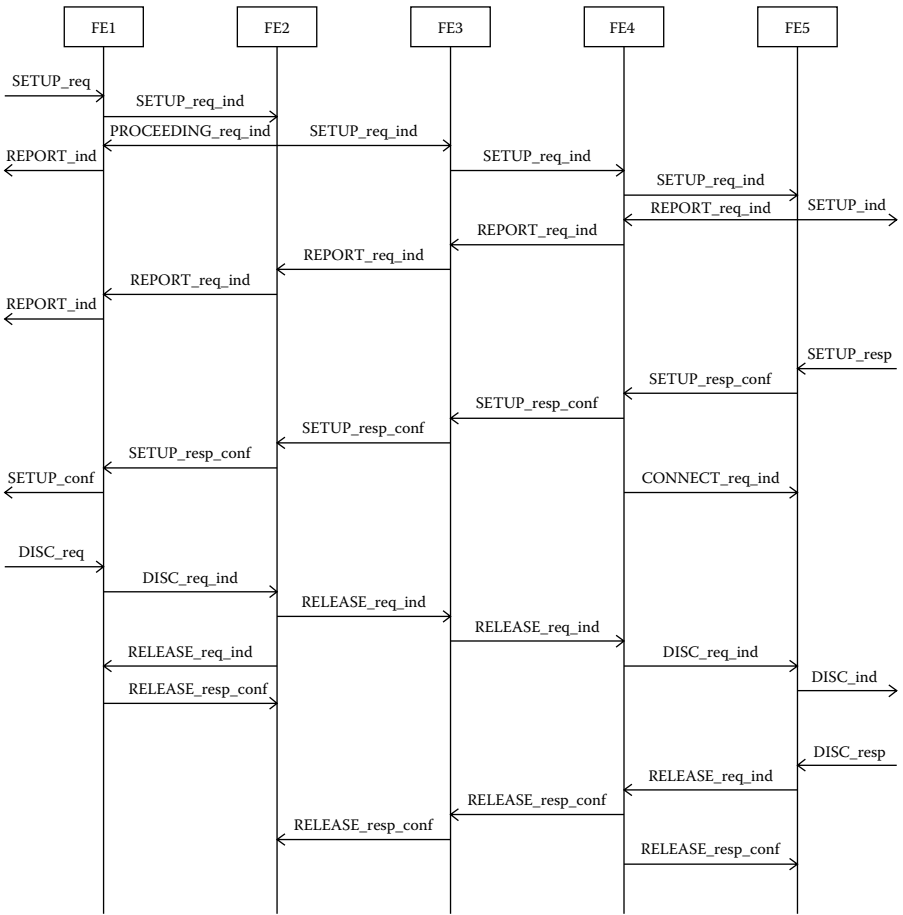 FE1 FE2 FE3 FE4 FE5
SETUP_req
SETUP_req_ind
PROCEEDING_req_ind SETUP_req_ind
REPORT_ind SETUP_req_ind
SETUP_req_ind
REPORT_req_ind SETUP_ind
REPORT_req_ind
REPORT_req_ind
REPORT_req_ind
REPORT_ind
SETUP_resp
SETUP_resp_conf
SETUP_resp_conf
SETUP_resp_conf
SETUP_resp_conf
SETUP_conf CONNECT_req_ind
DISC_req
DISC_req_ind
RELEASE_req_ind
RELEASE_req_ind
RELEASE_req_ind DISC_req_ind
RELEASE_resp_conf DISC_ind
DISC_resp
RELEASE_req_ind
RELEASE_resp_conf
RELEASE_resp_conf
RELEASE_resp_conf